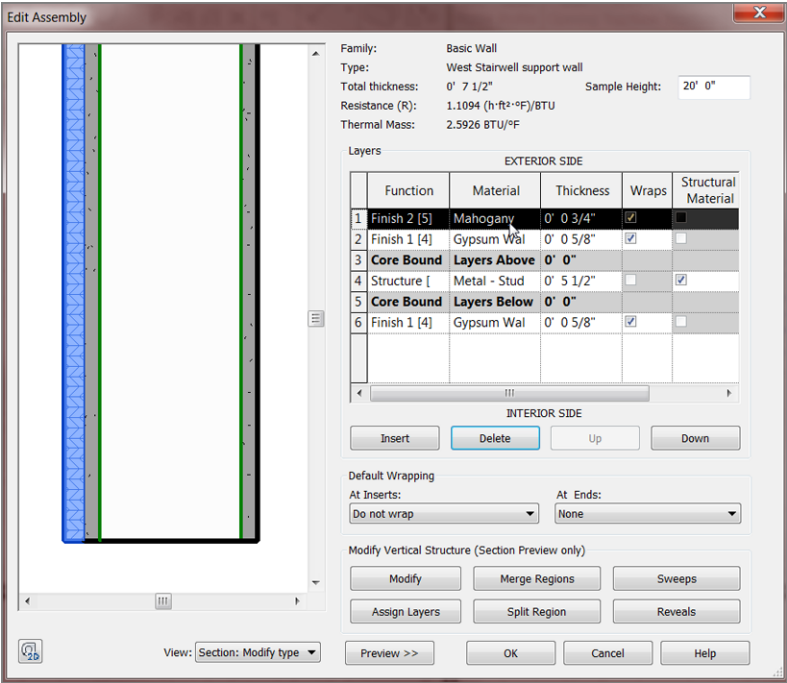 Edit Assembly
Family: Basic Wall
Type: West Stairwell support wall
Total thickness: 0' 7 1/2" Sample Height: 20' 0"
Resistance (R): 1.1094 (h·ft²·°F)/BTU
Thermal Mass: 2.5926 BTU/°F
Layers
EXTERIOR SIDE
Function Material Thickness Wraps Structural Material
1 Finish 2 [5] Mahogany 0' 0 3/4"
2 Finish 1 [4] Gypsum Wal 0' 0 5/8"
3 Core Bound Layers Above 0' 0"
4 Structure [ Metal - Stud 0' 5 1/2"
5 Core Bound Layers Below 0' 0"
6 Finish 1 [4] Gypsum Wal 0' 0 5/8"
INTERIOR SIDE
Insert Delete Up Down
Default Wrapping
At Inserts: At Ends:
Do not wrap None
Modify Vertical Structure (Section Preview only)
Modify Merge Regions Sweeps
Assign Layers Split Region Reveals
2D View: Section: Modify type Preview >> OK Cancel Help